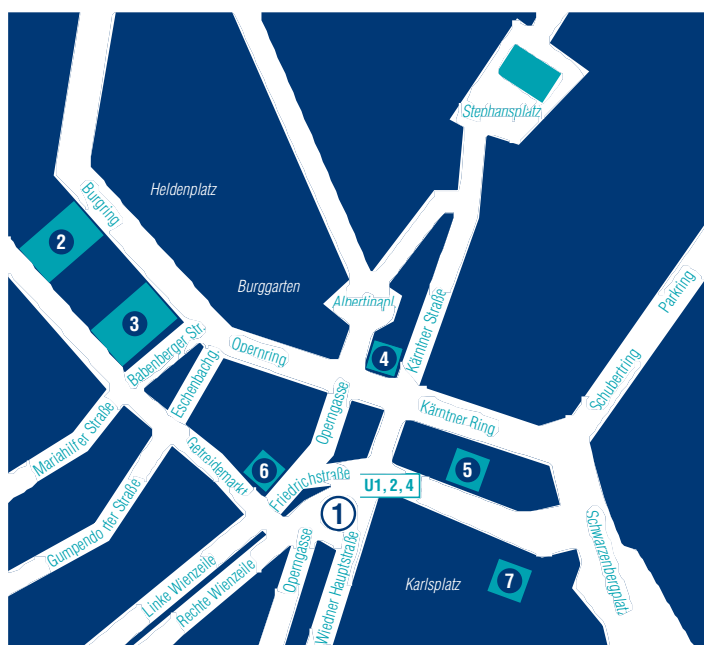 Stephansplatz
Heldenplatz
Burgring
2
Burggarten
Albertinapl.
Parkring
3
Babenberger Str.
Opernring
4
Kärntner Straße
Schubertring
Eschenbachg.
Mariahilfer Straße
Operngasse
Kärntner Ring
Getreidemarkt
6
Friedrichstraße
U1, 2, 4
5
1
Gumpendorfer Straße
Linke Wienzeile
Rechte Wienzeile
Operngasse
Wiedner Hauptstraße
Karlsplatz
7
Schwarzenbergplatz